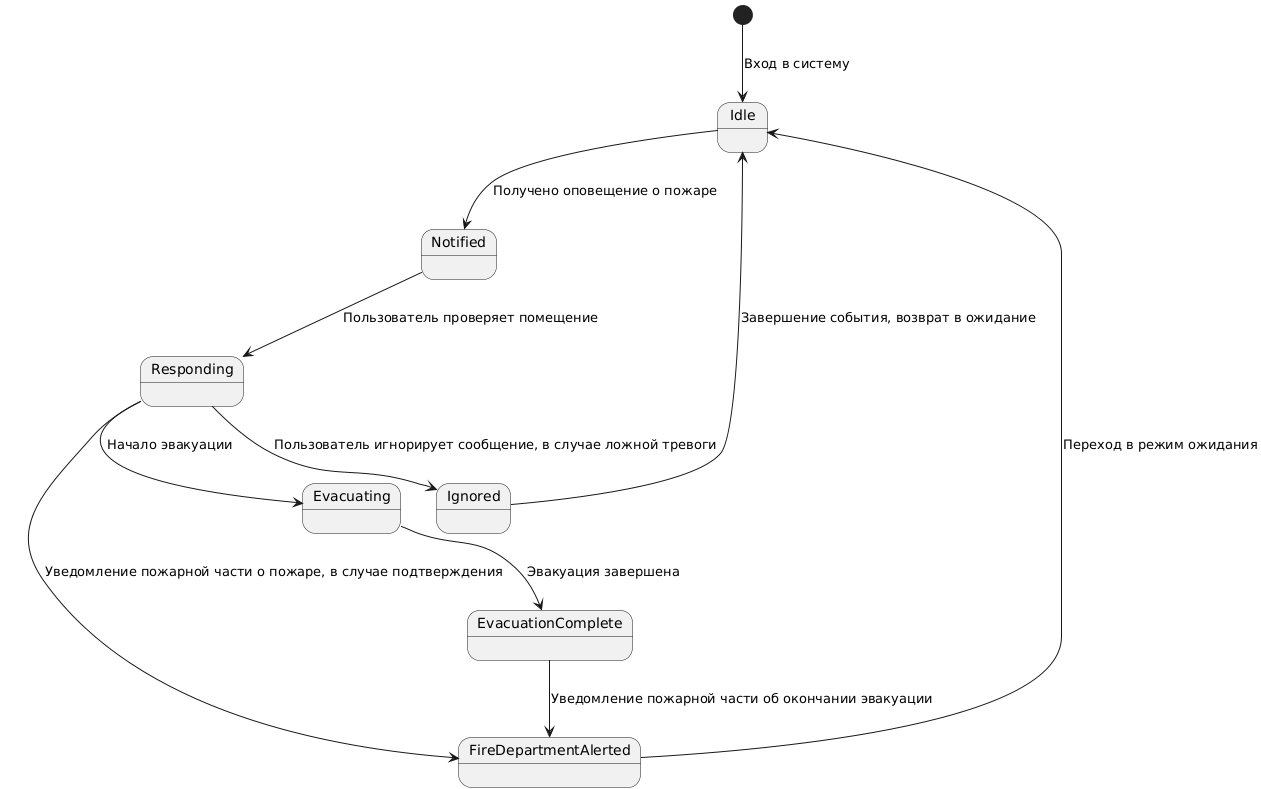 Вход в систему
Idle
Получено оповещение о пожаре
Notified
Пользователь проверяет помещение
Завершение события, возврат в ожидание
Responding
Начало эвакуации
Пользователь игнорирует сообщение, в случае ложной тревоги
Переход в режим ожидания
Evacuating
Ignored
Уведомление пожарной части о пожаре, в случае подтверждения
Эвакуация завершена
EvacuationComplete
Уведомление пожарной части об окончании эвакуации
FireDepartmentAlerted